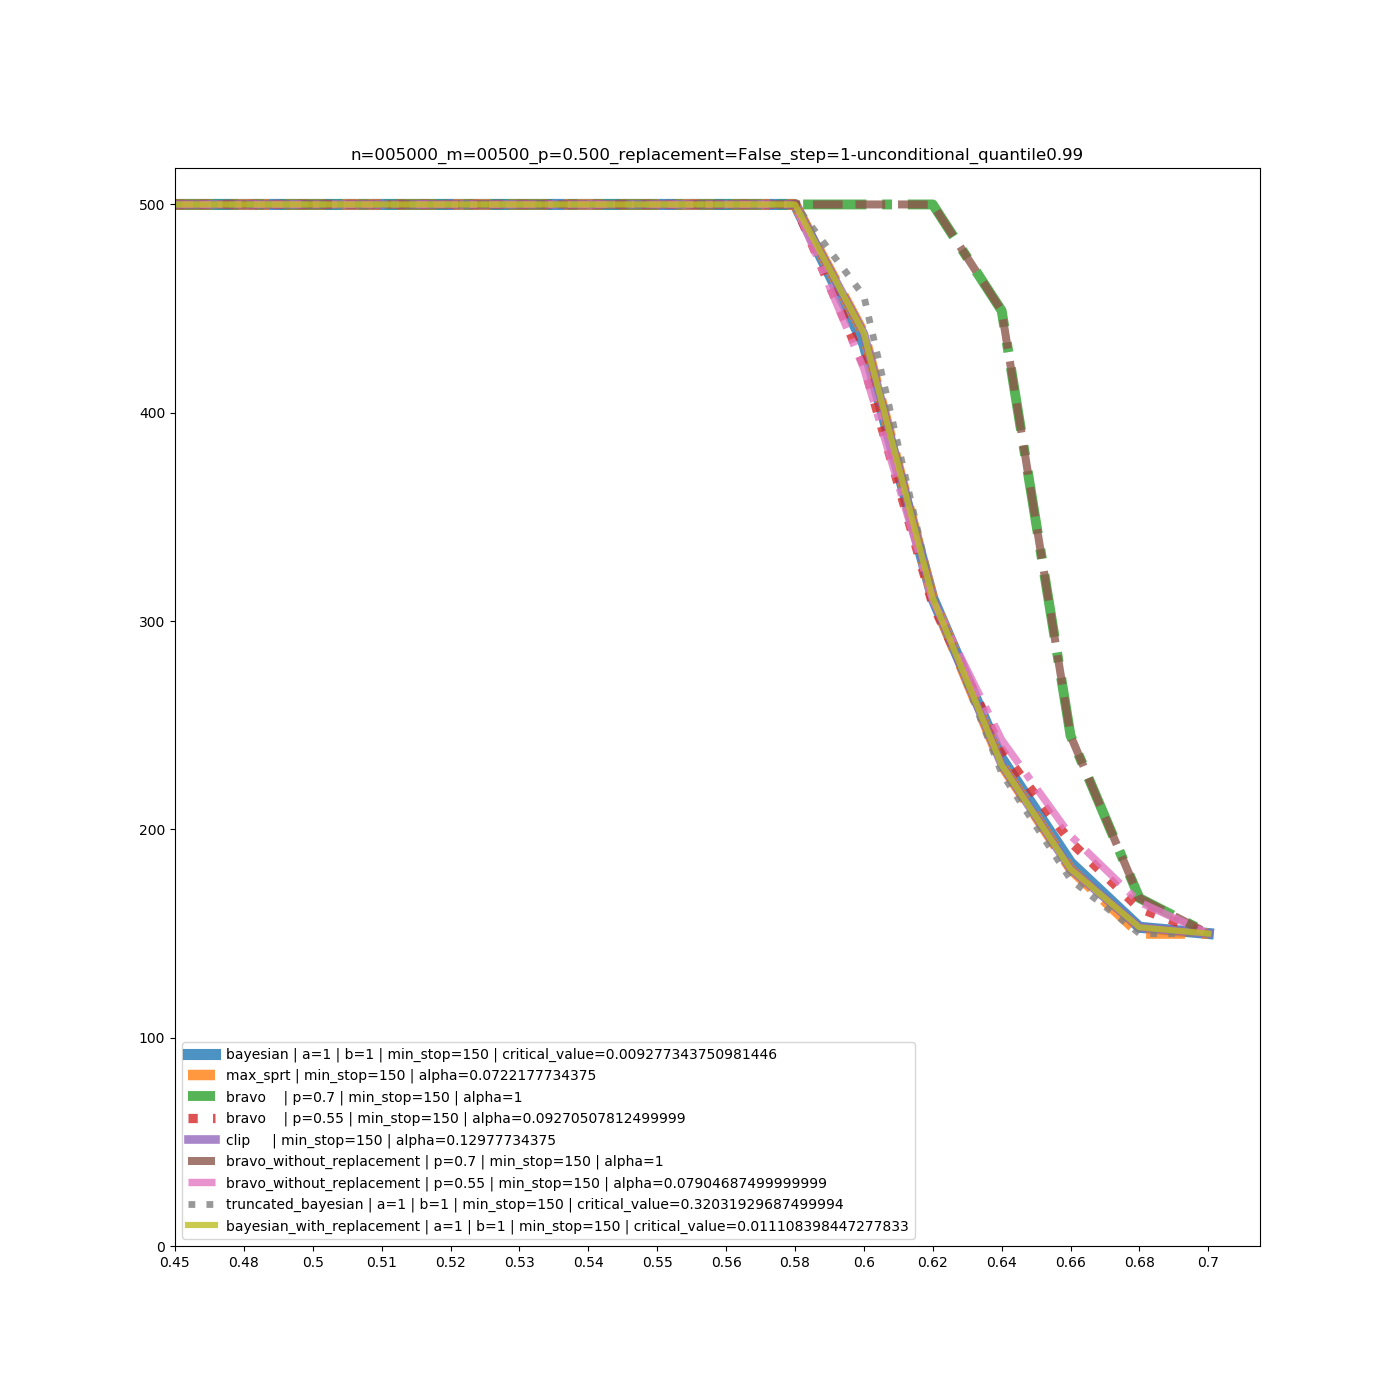 n=005000_m=00500_p=0.500_replacement=False_step=1-unconditional_quantile0.99
500
400
300
200
100
0
bayesian | a=1 | b=1 | min_stop=150 | critical_value=0.009277343750981446
max_sprt | min_stop=150 | alpha=0.0722177734375
bravo    | p=0.7 | min_stop=150 | alpha=1
bravo    | p=0.55 | min_stop=150 | alpha=0.09270507812499999
clip     | min_stop=150 | alpha=0.12977734375
bravo_without_replacement | p=0.7 | min_stop=150 | alpha=1
bravo_without_replacement | p=0.55 | min_stop=150 | alpha=0.07904687499999999
truncated_bayesian | a=1 | b=1 | min_stop=150 | critical_value=0.32031929687499994
bayesian_with_replacement | a=1 | b=1 | min_stop=150 | critical_value=0.011108398447277833
0.45 0.48 0.5 0.51 0.52 0.53 0.54 0.55 0.56 0.58 0.6 0.62 0.64 0.66 0.68 0.7